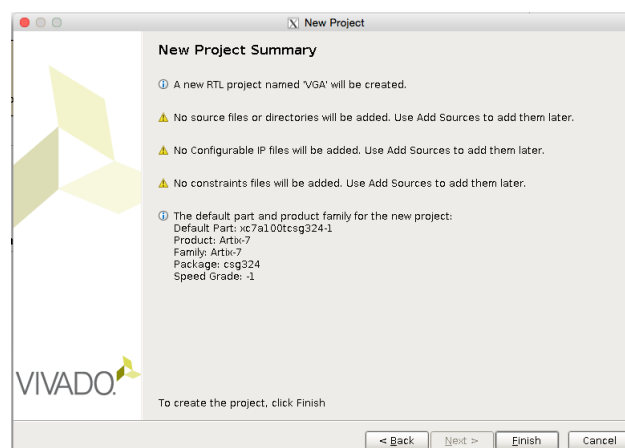 New Project
New Project Summary
A new RTL project named 'VGA' will be created.
No source files or directories will be added. Use Add Sources to add them later.
No Configurable IP files will be added. Use Add Sources to add them later.
No constraints files will be added. Use Add Sources to add them later.
The default part and product family for the new project:
Default Part: xc7a100tcsg324-1
Product: Artix-7
Family: Artix-7
Package: csg324
Speed Grade: -1
VIVADO.
To create the project, click Finish
< Back Next > Finish Cancel